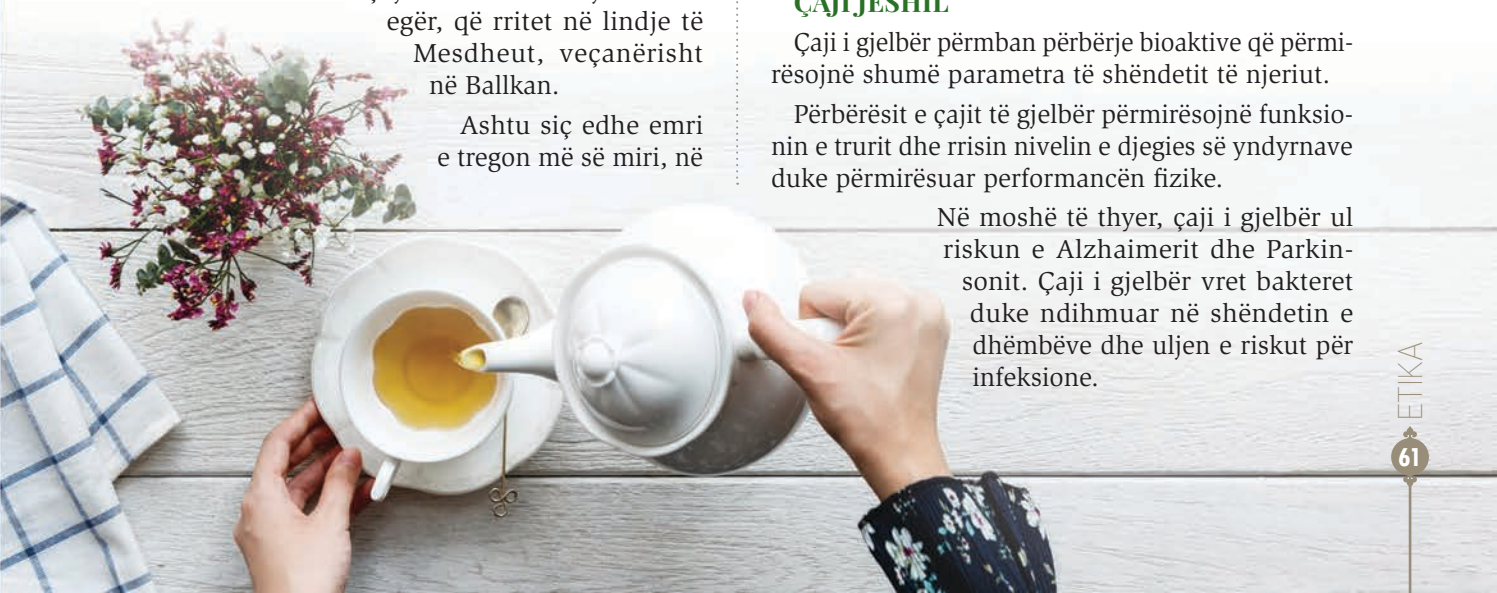 egër, që rritet në lindje të
Mesdheut, veçanërisht
në Ballkan.
Ashtu siç edhe emri
e tregon më së miri, në
ÇAJI JESHIL
Çaji i gjelbër përmban përbërje bioaktive që përmi-
rësojnë shumë parametra të shëndetit të njeriut.
Përbërësit e çajit të gjelbër përmirësojnë funksio-
nin e trurit dhe rrisin nivelin e djegies së yndyrnave
duke përmirësuar performancën fizike.
Në moshë të thyer, çaji i gjelbër ul
riskun e Alzhaimerit dhe Parkin-
sonit. Çaji i gjelbër vret bakteret
duke ndihmuar në shëndetin e
dhëmbëve dhe uljen e riskut për
infeksione.
ETIKA
61